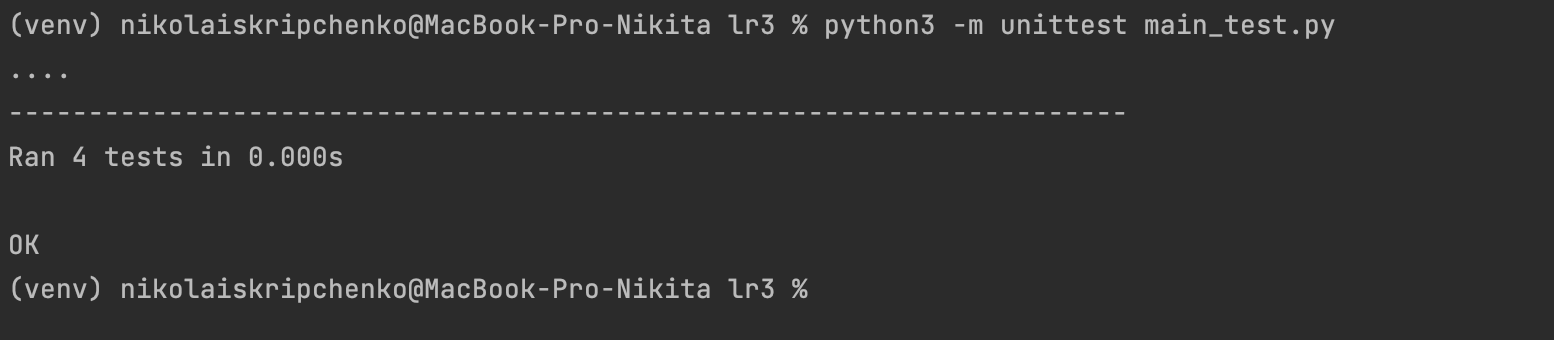 (venv) nikolaiskripchenko@MacBook-Pro-Nikita lr3 % python3 -m unittest main_test.py
....
----------------------------------------------------------------------
Ran 4 tests in 0.000s
OK
(venv) nikolaiskripchenko@MacBook-Pro-Nikita lr3 %